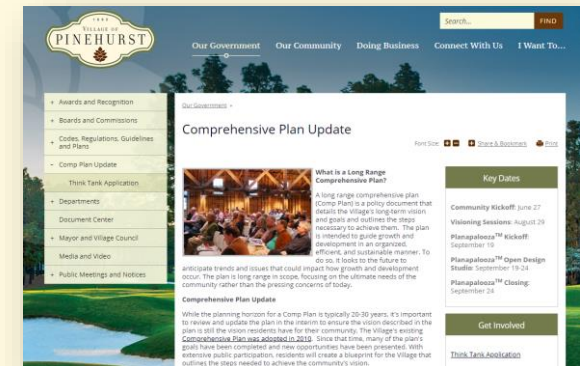 1895
VILLAGE OF
PINEHURST
Search...
FIND
Our Government
Our Community
Doing Business
Connect With Us
I Want To...
+ Awards and Recognition
+ Boards and Commissions
+ Codes, Regulations, Guidelines
and Plans
- Comp Plan Update
Think Tank Application
+ Departments
Document Center
+ Mayor and Village Council
Media and Video
+ Public Meetings and Notices
Our Government »
Comprehensive Plan Update
Font Size: + - + Share & Bookmark Print
What is a Long Range
Comprehensive Plan?
A long range comprehensive plan
(Comp Plan) is a policy document that
details the Village's long-term vision
and goals and outlines the steps
necessary to achieve them. The plan
is intended to guide growth and
development in an organized,
efficient, and sustainable manner. To
do so, it looks to the future to
anticipate trends and issues that could impact how growth and development
occur. The plan is long range in scope, focusing on the ultimate needs of the
community rather than the pressing concerns of today.
Comprehensive Plan Update
While the planning horizon for a Comp Plan is typically 20-30 years, it's important
to review and update the plan in the interim to ensure the vision described in the
plan is still the vision residents have for their community. The Village's existing
Comprehensive Plan was adopted in 2010. Since that time, many of the plan's
goals have been completed and new opportunities have been presented. With
extensive public participation, residents will create a blueprint for the Village that
outlines the steps needed to achieve the community's vision.
Key Dates
Community Kickoff: June 27
Visioning Sessions: August 29
Planapalooza™ Kickoff:
September 19
Planapalooza™ Open Design
Studio: September 19-24
Planapalooza™ Closing:
September 24
Get Involved
Think Tank Application